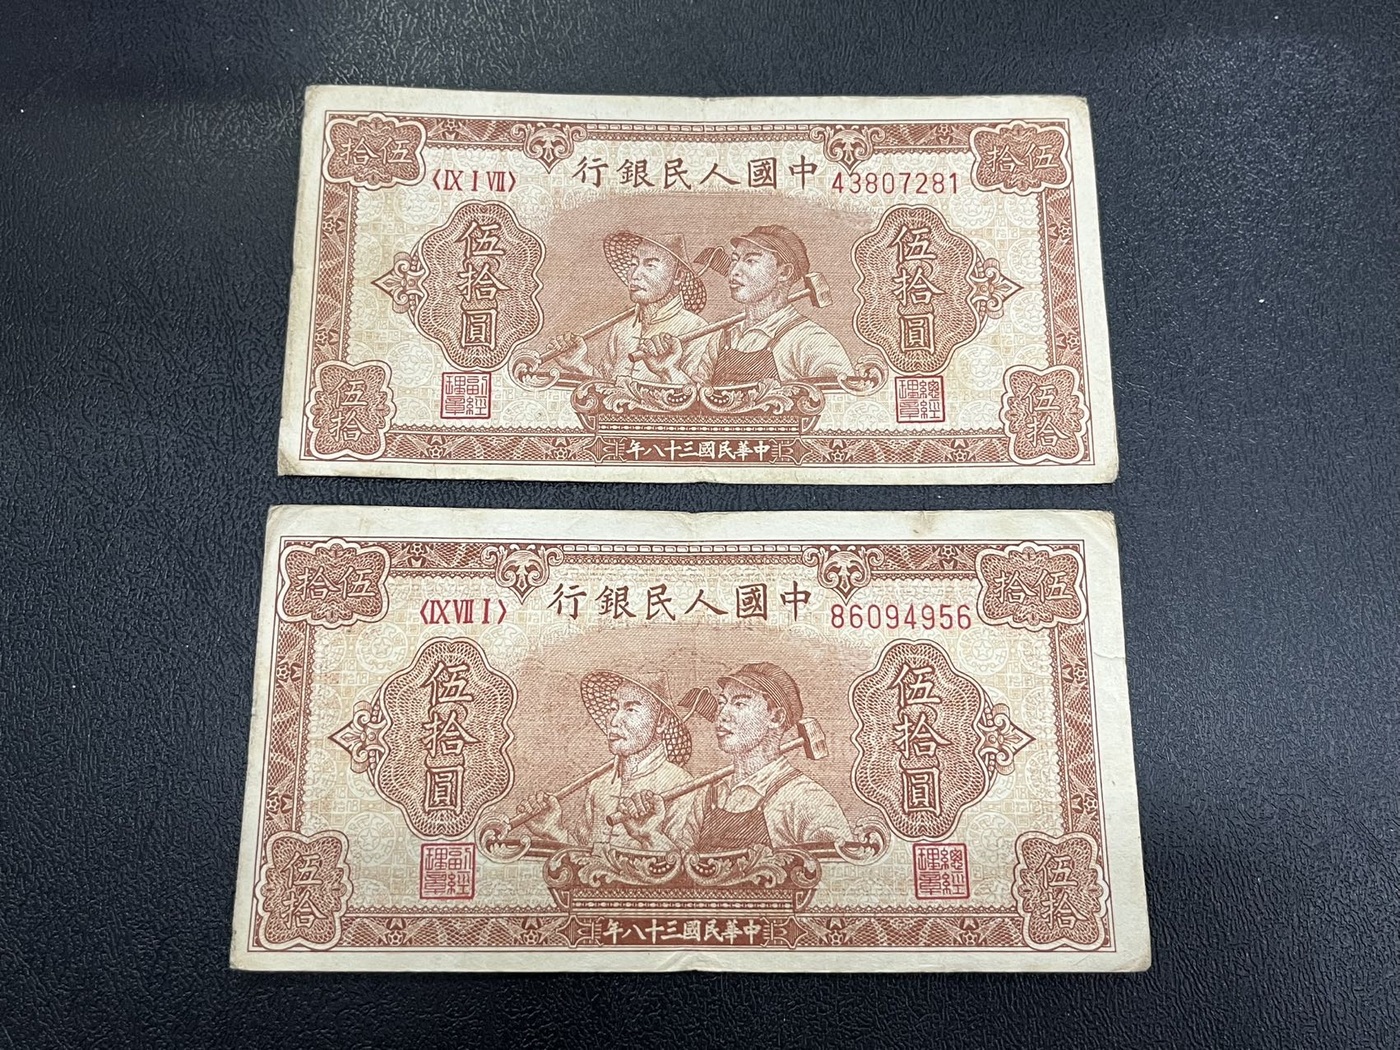 伍拾
〈IX I VII〉
中國人民銀行
43807281
伍拾
伍拾圓
伍拾圓
副經理章
總經理章
伍拾
中華民國三十八年
伍拾
伍拾
〈IX VII I〉
中國人民銀行
86094956
伍拾
伍拾圓
伍拾圓
副經理章
總經理章
伍拾
中華民國三十八年
伍拾